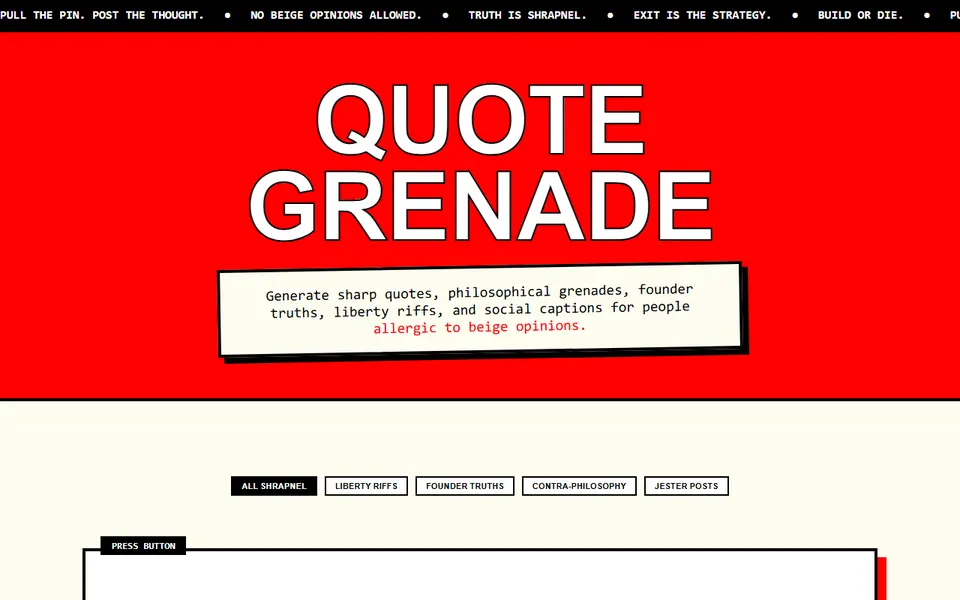 PULL THE PIN. POST THE THOUGHT. ● NO BEIGE OPINIONS ALLOWED. ● TRUTH IS SHRAPNEL. ● EXIT IS THE STRATEGY. ● BUILD OR DIE. ●
QUOTE
GRENADE
Generate sharp quotes, philosophical grenades, founder
truths, liberty riffs, and social captions for people
allergic to beige opinions.
ALL SHRAPNEL LIBERTY RIFFS FOUNDER TRUTHS CONTRA-PHILOSOPHY JESTER POSTS
PRESS BUTTON